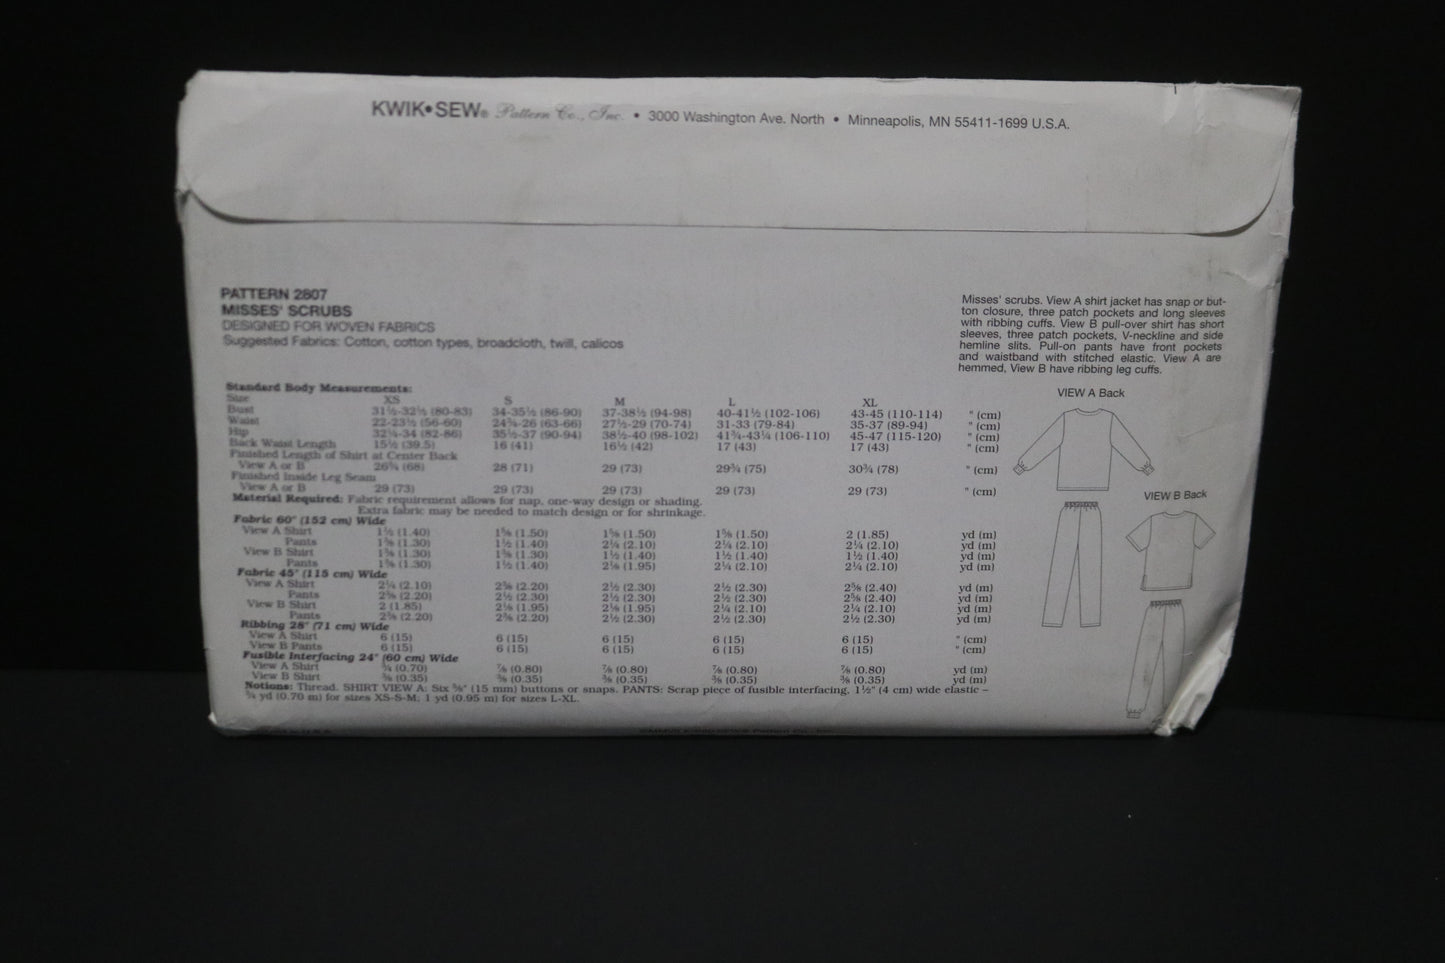 KWIK•SEW® Pattern Co., Inc. • 3000 Washington Ave. North • Minneapolis, MN 55411-1699 U.S.A.
PATTERN 2807
MISSES' SCRUBS
DESIGNED FOR WOVEN FABRICS
Suggested Fabrics: Cotton, cotton types, broadcloth, twill, calicos
Misses' scrubs. View A shirt jacket has snap or but-
ton closure, three patch pockets and long sleeves
with ribbing cuffs. View B pull-over shirt has short
sleeves, three patch pockets, V-neckline and side
hemline slits. Pull-on pants have front pockets
and waistband with stitched elastic. View A are
hemmed, View B have ribbing leg cuffs.
Standard Body Measurements:
Size XS S M L XL
Bust 31½-32½ (80-83) 34-35½ (86-90) 37-38½ (94-98) 40-41½ (102-106) 43-45 (110-114) " (cm)
Waist 22-23½ (56-60) 24¾-26 (63-66) 27½-29 (70-74) 31-33 (79-84) 35-37 (89-94) " (cm)
Hip 32¼-34 (82-86) 35½-37 (90-94) 38½-40 (98-102) 41¾-43¼ (106-110) 45-47 (115-120) " (cm)
Back Waist Length 15½ (39.5) 16 (41) 16½ (42) 17 (43) 17 (43) " (cm)
Finished Length of Shirt at Center Back
View A or B 26¾ (68) 28 (71) 29 (73) 29¾ (75) 30¾ (78) " (cm)
Finished Inside Leg Seam
View A or B 29 (73) 29 (73) 29 (73) 29 (73) 29 (73) " (cm)
Material Required: Fabric requirement allows for nap, one-way design or shading.
Extra fabric may be needed to match design or for shrinkage.
Fabric 60" (152 cm) Wide
View A Shirt 1½ (1.40) 1⅝ (1.50) 1⅝ (1.50) 1⅝ (1.50) 2 (1.85) yd (m)
Pants 1⅜ (1.30) 1½ (1.40) 2¼ (2.10) 2¼ (2.10) 2¼ (2.10) yd (m)
View B Shirt 1⅜ (1.30) 1⅜ (1.30) 1½ (1.40) 1½ (1.40) 1½ (1.40) yd (m)
Pants 1⅜ (1.30) 1½ (1.40) 2⅛ (1.95) 2¼ (2.10) 2¼ (2.10) yd (m)
Fabric 45" (115 cm) Wide
View A Shirt 2¼ (2.10) 2⅜ (2.20) 2½ (2.30) 2½ (2.30) 2⅝ (2.40) yd (m)
Pants 2⅜ (2.20) 2½ (2.30) 2½ (2.30) 2½ (2.30) 2⅝ (2.40) yd (m)
View B Shirt 2 (1.85) 2⅛ (1.95) 2⅛ (1.95) 2¼ (2.10) 2¼ (2.10) yd (m)
Pants 2⅜ (2.20) 2⅜ (2.20) 2½ (2.30) 2½ (2.30) 2½ (2.30) yd (m)
Ribbing 28" (71 cm) Wide
View A Shirt 6 (15) 6 (15) 6 (15) 6 (15) 6 (15) " (cm)
View B Pants 6 (15) 6 (15) 6 (15) 6 (15) 6 (15) " (cm)
Fusible Interfacing 24" (60 cm) Wide
View A Shirt ¾ (0.70) ⅞ (0.80) ⅞ (0.80) ⅞ (0.80) ⅞ (0.80) yd (m)
View B Shirt ⅜ (0.35) ⅜ (0.35) ⅜ (0.35) ⅜ (0.35) ⅜ (0.35) yd (m)
Notions: Thread. SHIRT VIEW A: Six ⅝" (15 mm) buttons or snaps. PANTS: Scrap piece of fusible interfacing, 1½" (4 cm) wide elastic –
¾ yd (0.70 m) for sizes XS-S-M; 1 yd (0.95 m) for sizes L-XL.
VIEW A Back
VIEW B Back